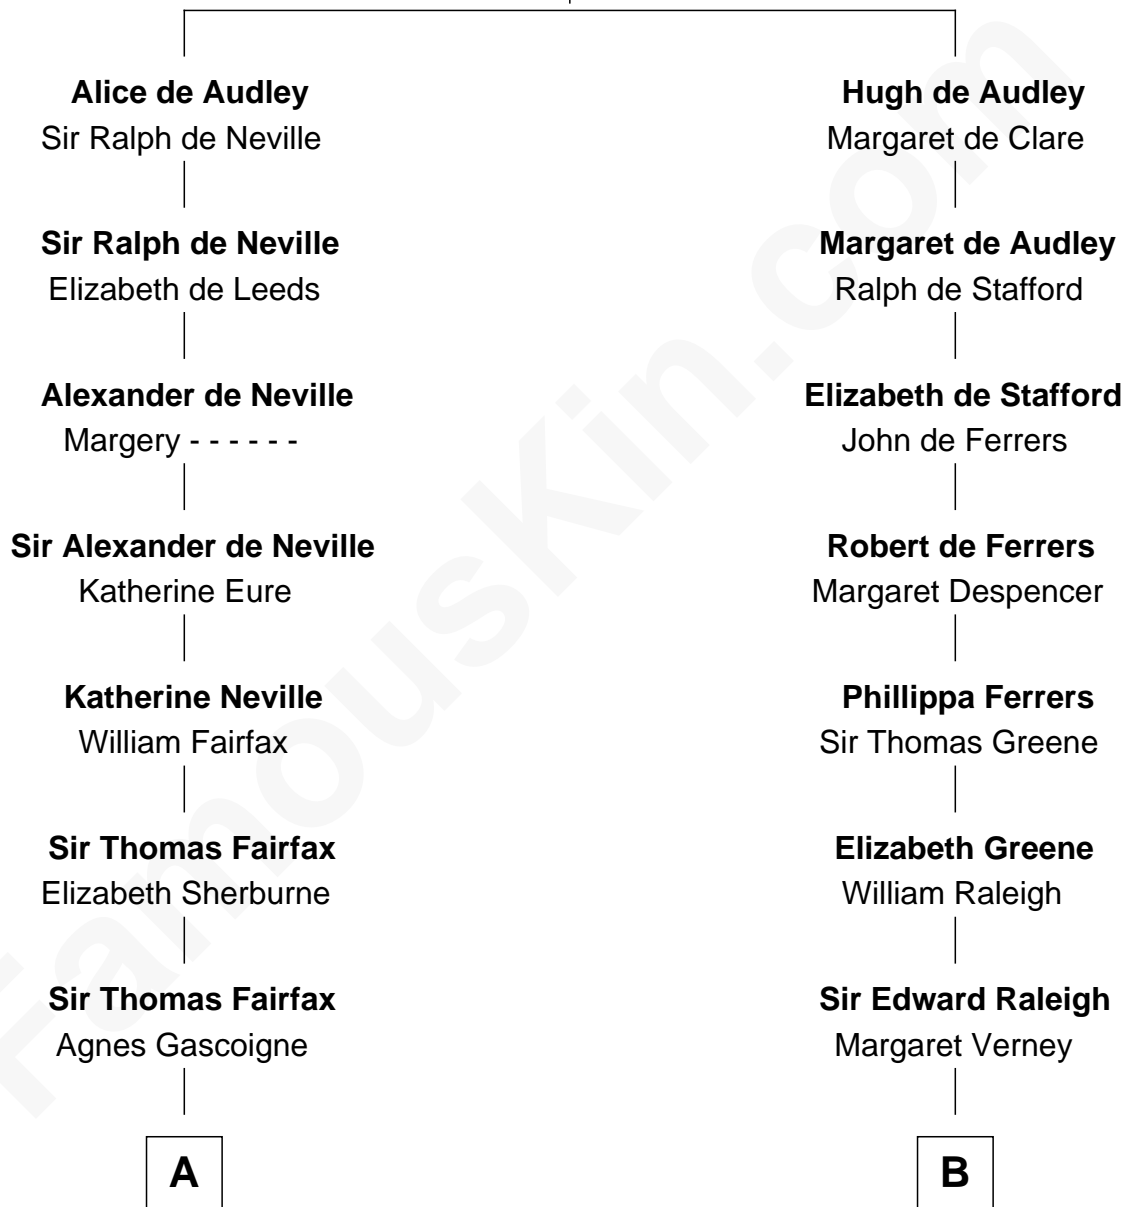 Alice de Audley
Sir Ralph de Neville
Hugh de Audley
Margaret de Clare
Sir Ralph de Neville
Elizabeth de Leeds
Margaret de Audley
Ralph de Stafford
Alexander de Neville
Margery - - - - - -
Elizabeth de Stafford
John de Ferrers
Sir Alexander de Neville
Katherine Eure
Robert de Ferrers
Margaret Despencer
Katherine Neville
William Fairfax
Phillippa Ferrers
Sir Thomas Greene
Sir Thomas Fairfax
Elizabeth Sherburne
Elizabeth Greene
William Raleigh
Sir Thomas Fairfax
Agnes Gascoigne
Sir Edward Raleigh
Margaret Verney
A
B
FamousKin.com